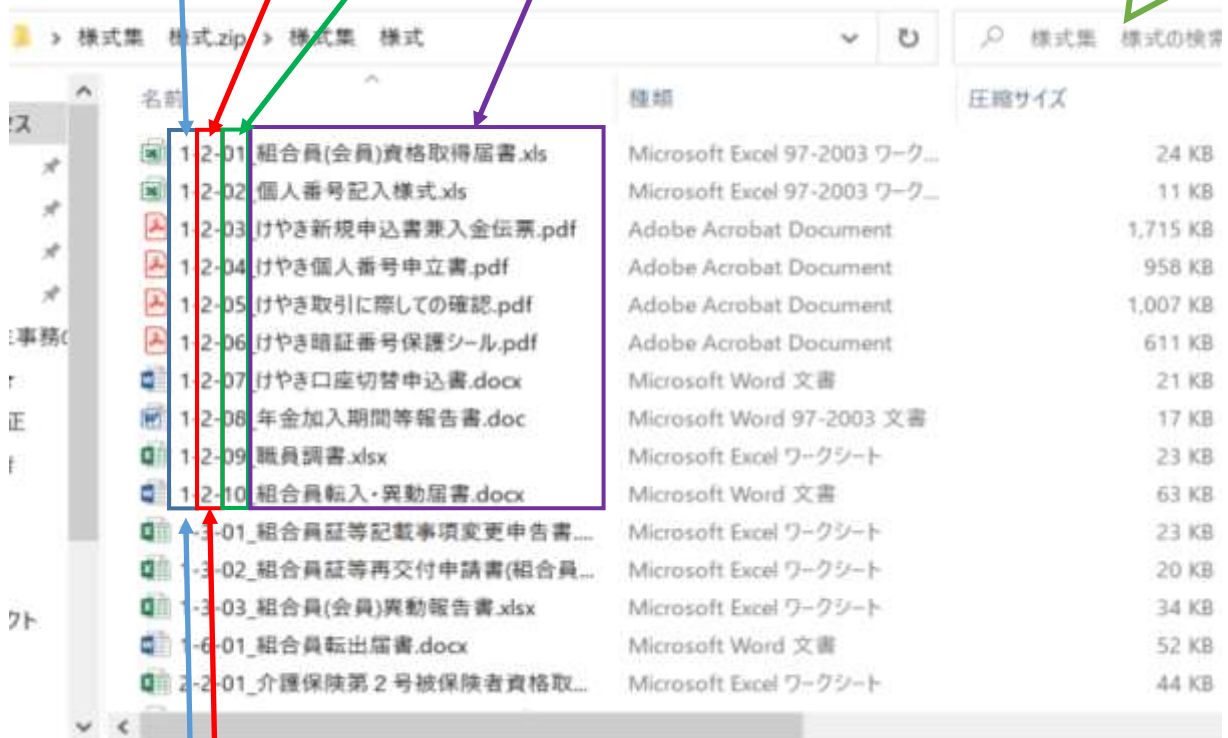 > 様式集 様式.zip > 様式集 様式
様式集 様式の検索
名前 種類 圧縮サイズ
ス
1-2-01_組合員(会員)資格取得届書.xls Microsoft Excel 97-2003 ワーク... 24 KB
1-2-02_個人番号記入様式.xls Microsoft Excel 97-2003 ワーク... 11 KB
1-2-03_けやき新規申込書兼入金伝票.pdf Adobe Acrobat Document 1,715 KB
1-2-04_けやき個人番号申立書.pdf Adobe Acrobat Document 958 KB
1-2-05_けやき取引に際しての確認.pdf Adobe Acrobat Document 1,007 KB
事務 1-2-06_けやき暗証番号保護シール.pdf Adobe Acrobat Document 611 KB
1-2-07_けやき口座切替申込書.docx Microsoft Word 文書 21 KB
正 1-2-08_年金加入期間等報告書.doc Microsoft Word 97-2003 文書 17 KB
1-2-09_職員調書.xlsx Microsoft Excel ワークシート 23 KB
1-2-10_組合員転入・異動届書.docx Microsoft Word 文書 63 KB
1-3-01_組合員証等記載事項変更申告書.... Microsoft Excel ワークシート 23 KB
1-3-02_組合員証等再交付申請書(組合員... Microsoft Excel ワークシート 20 KB
クト 1-3-03_組合員(会員)異動報告書.xlsx Microsoft Excel ワークシート 34 KB
1-6-01_組合員転出届書.docx Microsoft Word 文書 52 KB
2-2-01_介護保険第２号被保険者資格取... Microsoft Excel ワークシート 44 KB